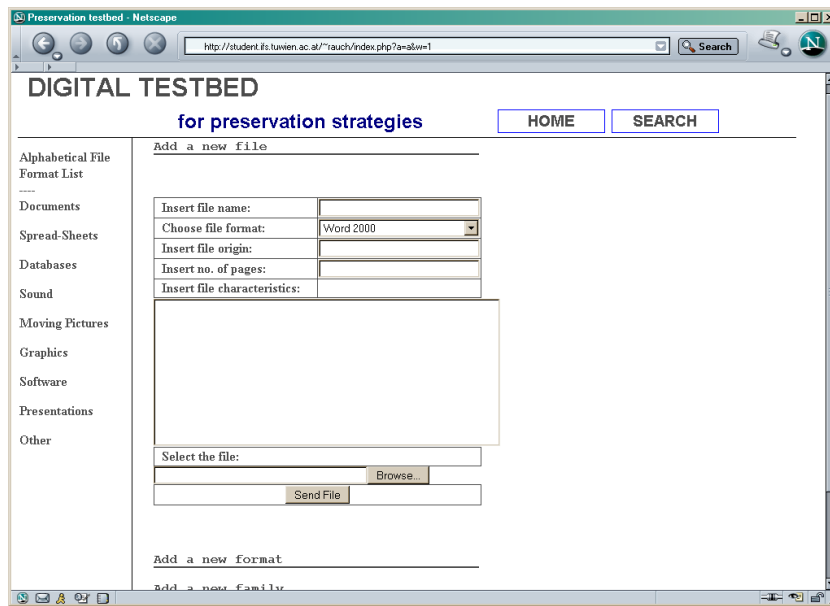 Preservation testbed - Netscape
http://student.ifs.tuwien.ac.at/~rauch/index.php?a=a&w=1
Search
N
DIGITAL TESTBED
for preservation strategies
HOME
SEARCH
Alphabetical File
Format List
----
Documents
Spread-Sheets
Databases
Sound
Moving Pictures
Graphics
Software
Presentations
Other
Add a new file
Insert file name:
Choose file format:
Word 2000
Insert file origin:
Insert no. of pages:
Insert file characteristics:
Select the file:
Browse...
Send File
Add a new format
Add a new family